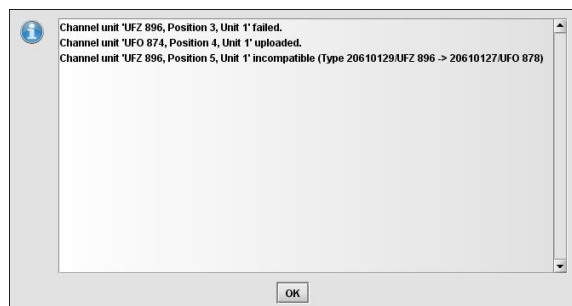 Channel unit 'UFZ 896, Position 3, Unit 1' failed.
Channel unit 'UFO 874, Position 4, Unit 1' uploaded.
Channel unit 'UFZ 896, Position 5, Unit 1' incompatible (Type 20610129/UFZ 896 -> 20610127/UFO 878)
OK